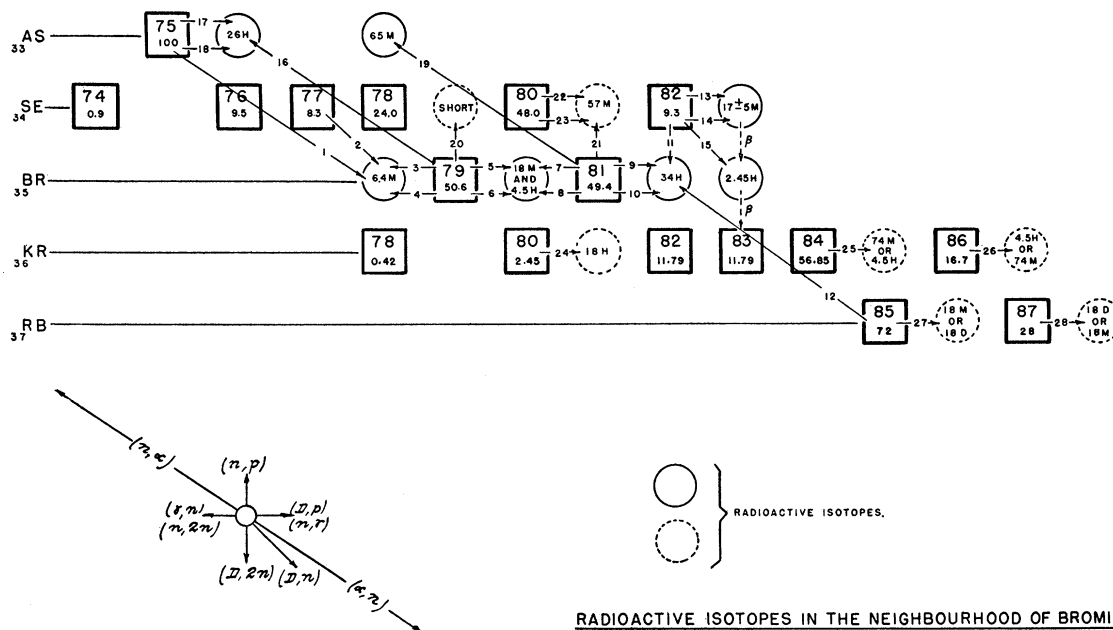 33 AS 75 100 17 18 26H 16 65M 19
34 SE 74 0.9 76 9.5 77 8.3 78 24.0 SHORT 80 48.0 22 23 57M 82 9.3 13 14 17±5M
1 2 20 21 11 15 β
35 BR 6.4M 3 4 79 50.6 5 6 18M AND 4.5H 7 8 81 49.4 9 10 34H 2.45H
β
36 KR 78 0.42 80 2.45 24 18H 82 11.79 83 11.79 84 56.85 25 74M OR 4.5H 86 16.7 26 4.5H OR 74M
12
37 RB 85 72 27 18M OR 18D 87 28 28 18D OR 18M
(n,α)
(n,p)
(γ,n) (D,p)
(n,2n) (n,γ)
(D,2n) (D,n)
(α,n)
RADIOACTIVE ISOTOPES.
RADIOACTIVE ISOTOPES IN THE NEIGHBOURHOOD OF BROMI